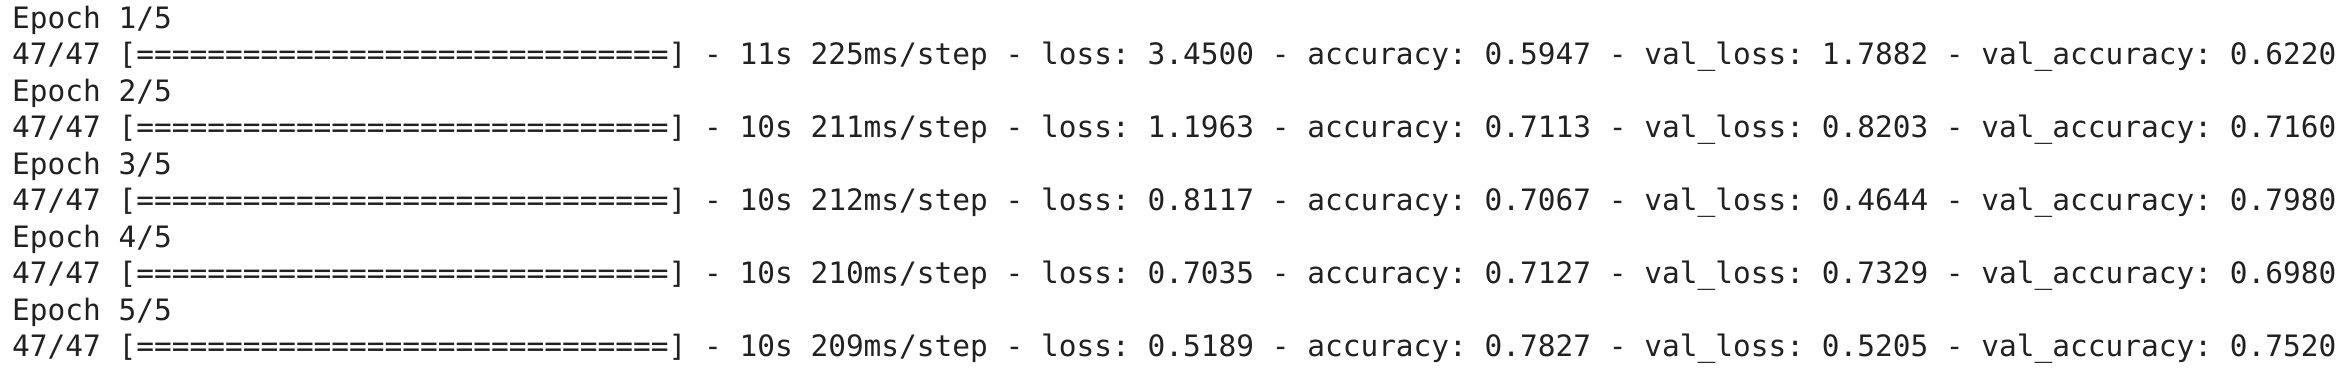 Epoch 1/5
47/47 [==============================] - 11s 225ms/step - loss: 3.4500 - accuracy: 0.5947 - val_loss: 1.7882 - val_accuracy: 0.6220
Epoch 2/5
47/47 [==============================] - 10s 211ms/step - loss: 1.1963 - accuracy: 0.7113 - val_loss: 0.8203 - val_accuracy: 0.7160
Epoch 3/5
47/47 [==============================] - 10s 212ms/step - loss: 0.8117 - accuracy: 0.7067 - val_loss: 0.4644 - val_accuracy: 0.7980
Epoch 4/5
47/47 [==============================] - 10s 210ms/step - loss: 0.7035 - accuracy: 0.7127 - val_loss: 0.7329 - val_accuracy: 0.6980
Epoch 5/5
47/47 [==============================] - 10s 209ms/step - loss: 0.5189 - accuracy: 0.7827 - val_loss: 0.5205 - val_accuracy: 0.7520